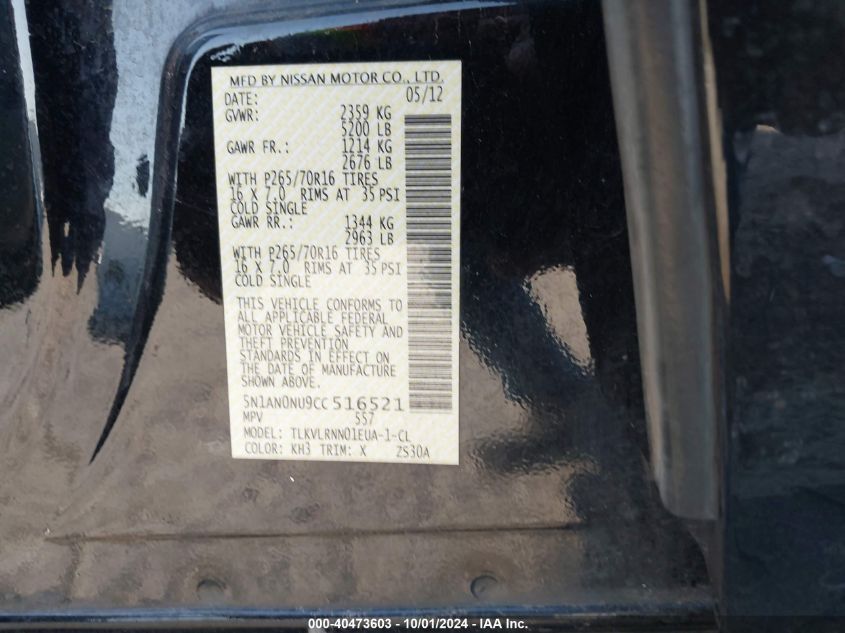 MFD BY NISSAN MOTOR CO., LTD.
DATE: 05/12
GVWR: 2359 KG
5200 LB
GAWR FR.: 1214 KG
2676 LB
WITH P265/70R16 TIRES
16 X 7.0 RIMS AT 35 PSI
COLD SINGLE
GAWR RR.: 1344 KG
2963 LB
WITH P265/70R16 TIRES
16 X 7.0 RIMS AT 35 PSI
COLD SINGLE
THIS VEHICLE CONFORMS TO
ALL APPLICABLE FEDERAL
MOTOR VEHICLE SAFETY AND
THEFT PREVENTION
STANDARDS IN EFFECT ON
THE DATE OF MANUFACTURE
SHOWN ABOVE.
5N1AN0NU9CC516521
MPV 557
MODEL: TLKVLRNN01EUA-1-CL
COLOR: KH3 TRIM: X ZS30A
000-40473603 - 10/01/2024 - IAA Inc.